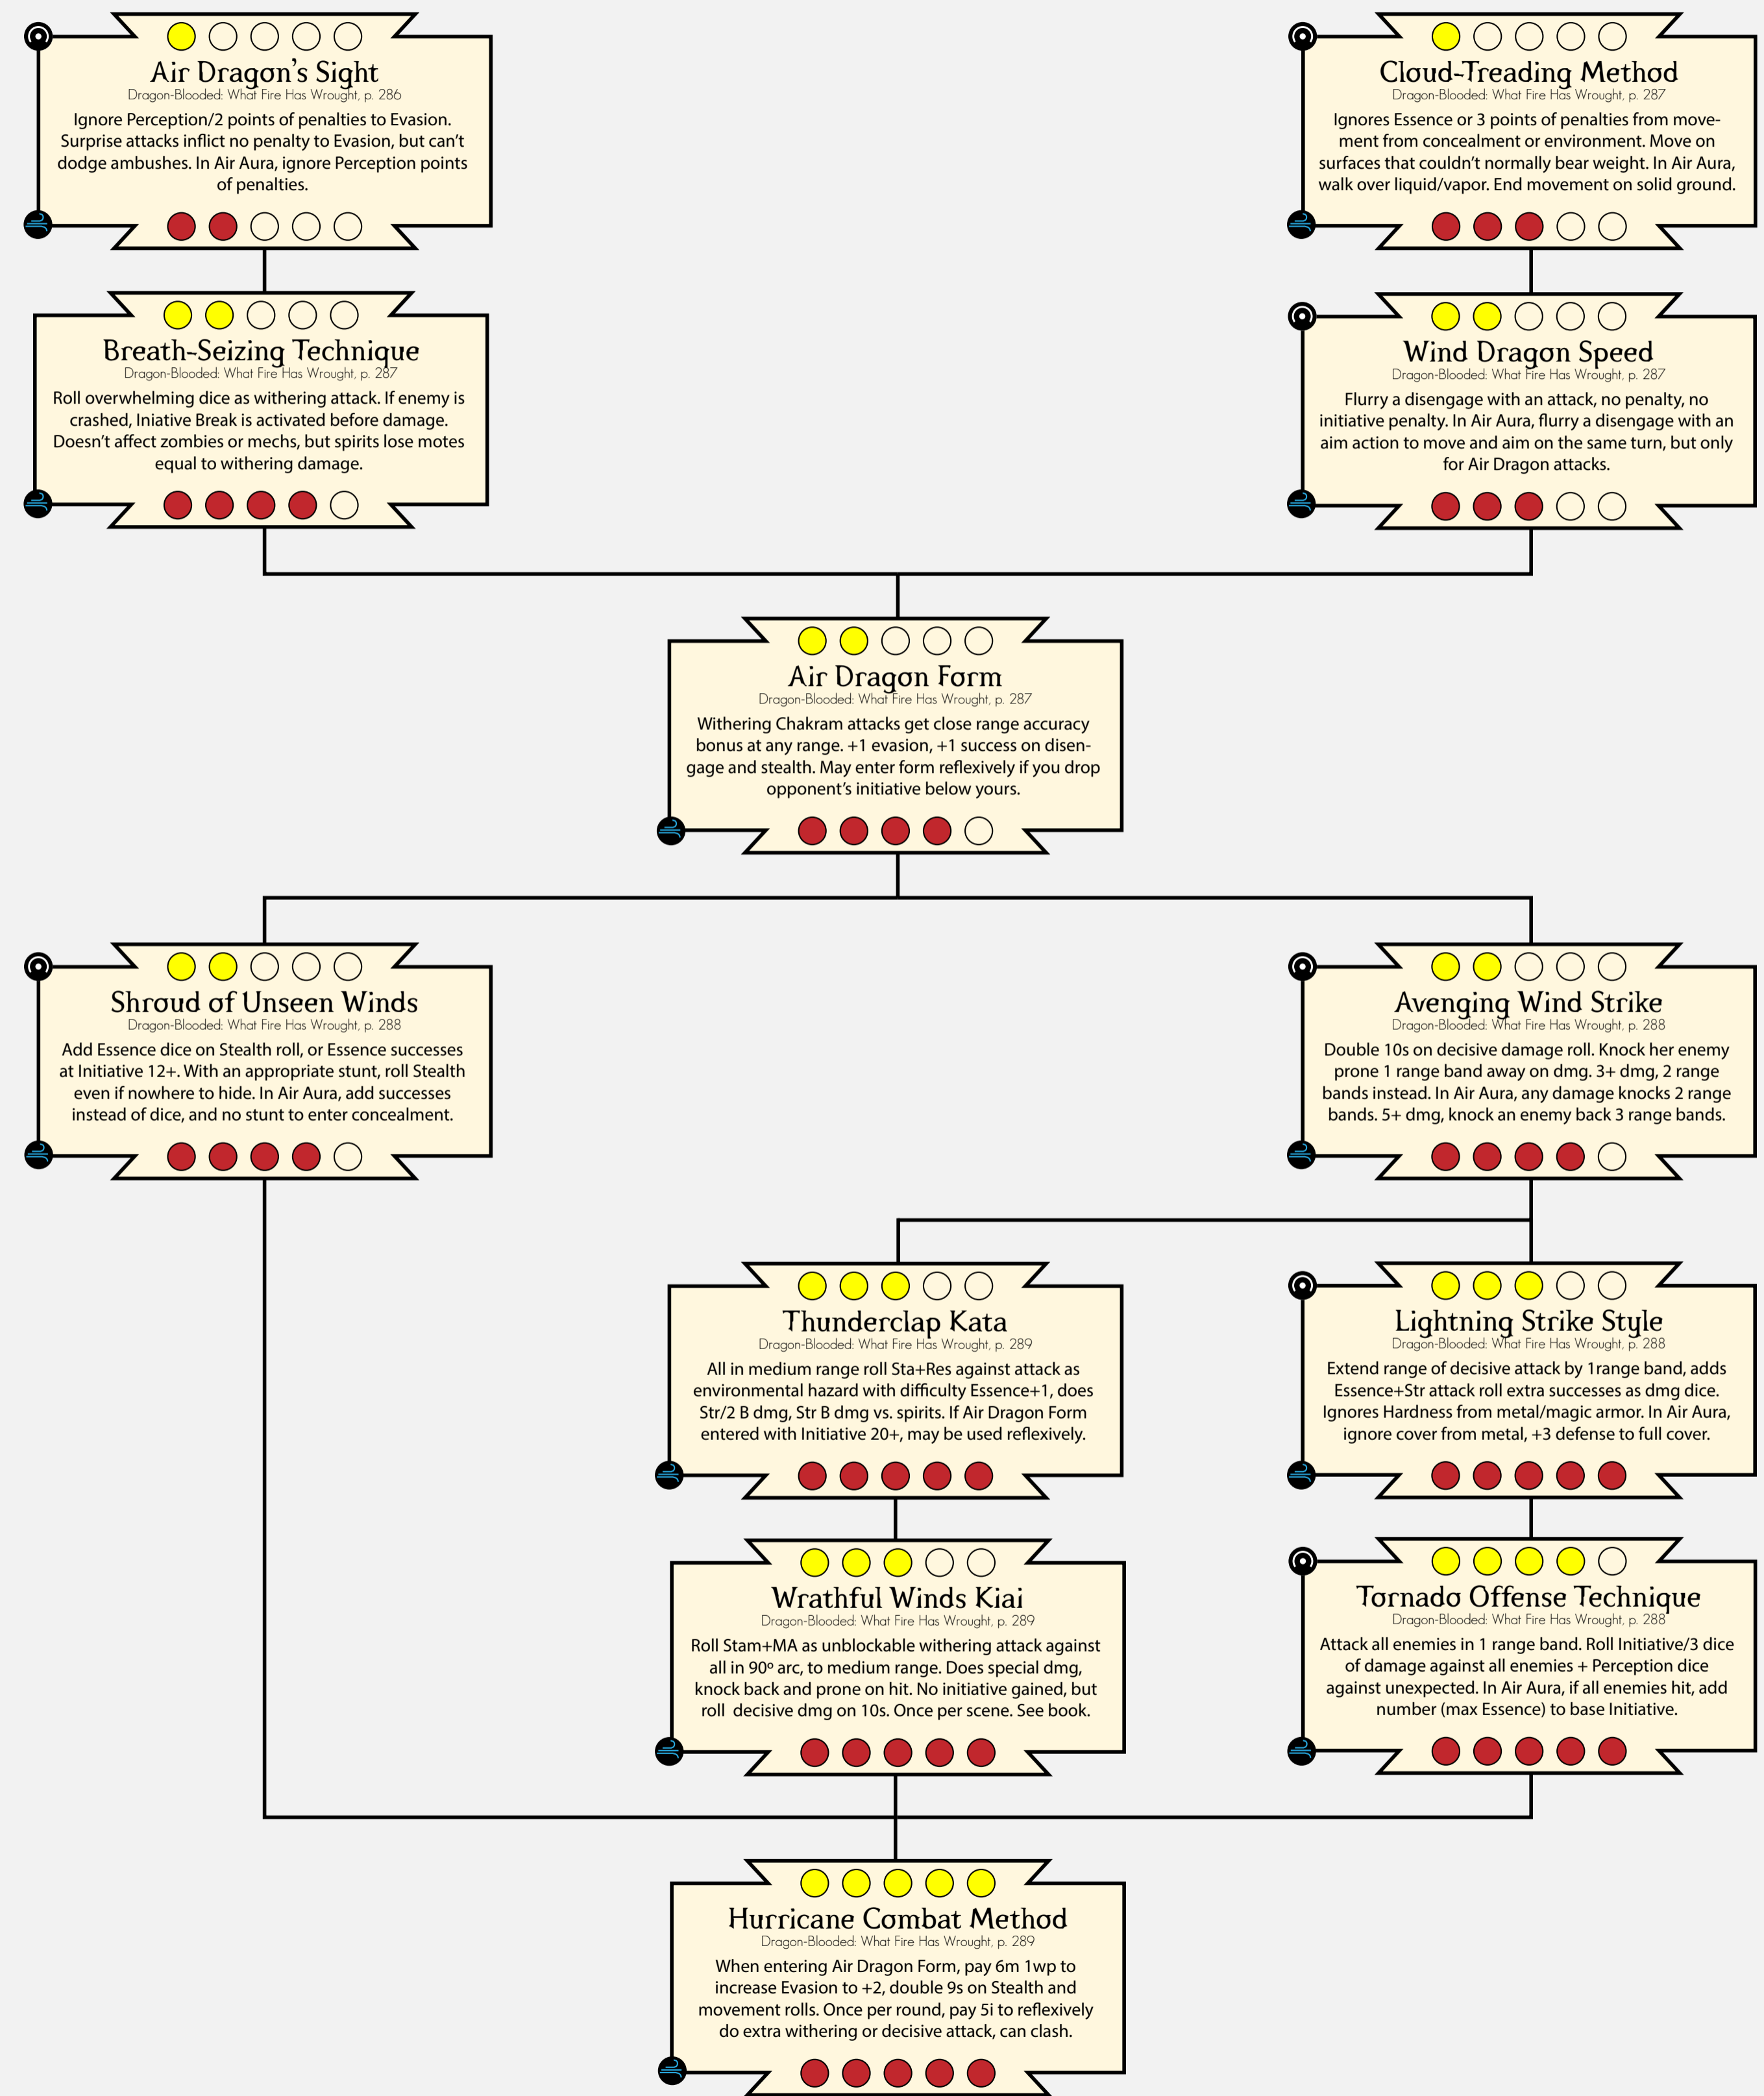 Air Dragon's Sight
Dragon-Blooded: What Fire Has Wrought, p. 286
Ignore Perception/2 points of penalties to Evasion.
Surprise attacks inflict no penalty to Evasion, but can't
dodge ambushes. In Air Aura, ignore Perception points
of penalties.
Cloud-Treading Method
Dragon-Blooded: What Fire Has Wrought, p. 287
Ignores Essence or 3 points of penalties from move-
ment from concealment or environment. Move on
surfaces that couldn't normally bear weight. In Air Aura,
walk over liquid/vapor. End movement on solid ground.
Breath-Seizing Technique
Dragon-Blooded: What Fire Has Wrought, p. 287
Roll overwhelming dice as withering attack. If enemy is
crashed, Iniative Break is activated before damage.
Doesn't affect zombies or mechs, but spirits lose motes
equal to withering damage.
Wind Dragon Speed
Dragon-Blooded: What Fire Has Wrought, p. 287
Flurry a disengage with an attack, no penalty, no
initiative penalty. In Air Aura, flurry a disengage with an
aim action to move and aim on the same turn, but only
for Air Dragon attacks.
Air Dragon Form
Dragon-Blooded: What Fire Has Wrought, p. 287
Withering Chakram attacks get close range accuracy
bonus at any range. +1 evasion, +1 success on disen-
gage and stealth. May enter form reflexively if you drop
opponent's initiative below yours.
Shroud of Unseen Winds
Dragon-Blooded: What Fire Has Wrought, p. 288
Add Essence dice on Stealth roll, or Essence successes
at Initiative 12+. With an appropriate stunt, roll Stealth
even if nowhere to hide. In Air Aura, add successes
instead of dice, and no stunt to enter concealment.
Avenging Wind Strike
Dragon-Blooded: What Fire Has Wrought, p. 288
Double 10s on decisive damage roll. Knock her enemy
prone 1 range band away on dmg. 3+ dmg, 2 range
bands instead. In Air Aura, any damage knocks 2 range
bands. 5+ dmg, knock an enemy back 3 range bands.
Thunderclap Kata
Dragon-Blooded: What Fire Has Wrought, p. 289
All in medium range roll Sta+Res against attack as
environmental hazard with difficulty Essence+1, does
Str/2 B dmg, Str B dmg vs. spirits. If Air Dragon Form
entered with Initiative 20+, may be used reflexively.
Lightning Strike Style
Dragon-Blooded: What Fire Has Wrought, p. 288
Extend range of decisive attack by 1range band, adds
Essence+Str attack roll extra successes as dmg dice.
Ignores Hardness from metal/magic armor. In Air Aura,
ignore cover from metal, +3 defense to full cover.
Wrathful Winds Kiai
Dragon-Blooded: What Fire Has Wrought, p. 289
Roll Stam+MA as unblockable withering attack against
all in 90º arc, to medium range. Does special dmg,
knock back and prone on hit. No initiative gained, but
roll decisive dmg on 10s. Once per scene. See book.
Tornado Offense Technique
Dragon-Blooded: What Fire Has Wrought, p. 288
Attack all enemies in 1 range band. Roll Initiative/3 dice
of damage against all enemies + Perception dice
against unexpected. In Air Aura, if all enemies hit, add
number (max Essence) to base Initiative.
Hurricane Combat Method
Dragon-Blooded: What Fire Has Wrought, p. 289
When entering Air Dragon Form, pay 6m 1wp to
increase Evasion to +2, double 9s on Stealth and
movement rolls. Once per round, pay 5i to reflexively
do extra withering or decisive attack, can clash.